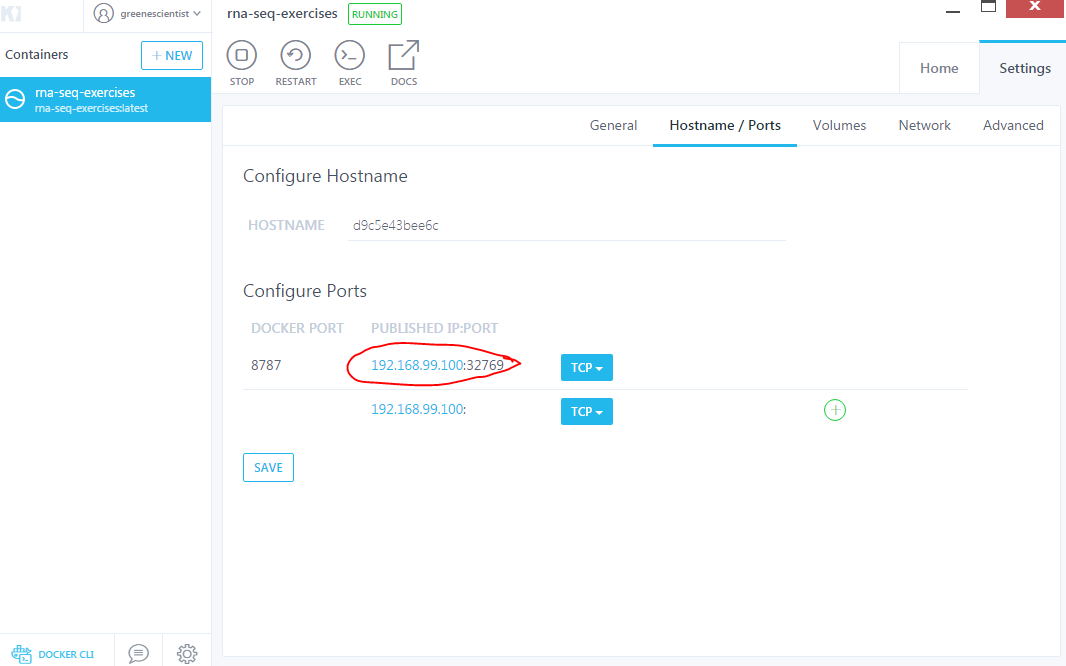 greenescientist
rna-seq-exercises RUNNING
Containers + NEW
STOP RESTART EXEC DOCS
Home Settings
rna-seq-exercises
rna-seq-exercises:latest
General Hostname / Ports Volumes Network Advanced
Configure Hostname
HOSTNAME d9c5e43bee6c
Configure Ports
DOCKER PORT PUBLISHED IP:PORT
8787 192.168.99.100:32769 TCP
192.168.99.100: TCP
SAVE
DOCKER CLI